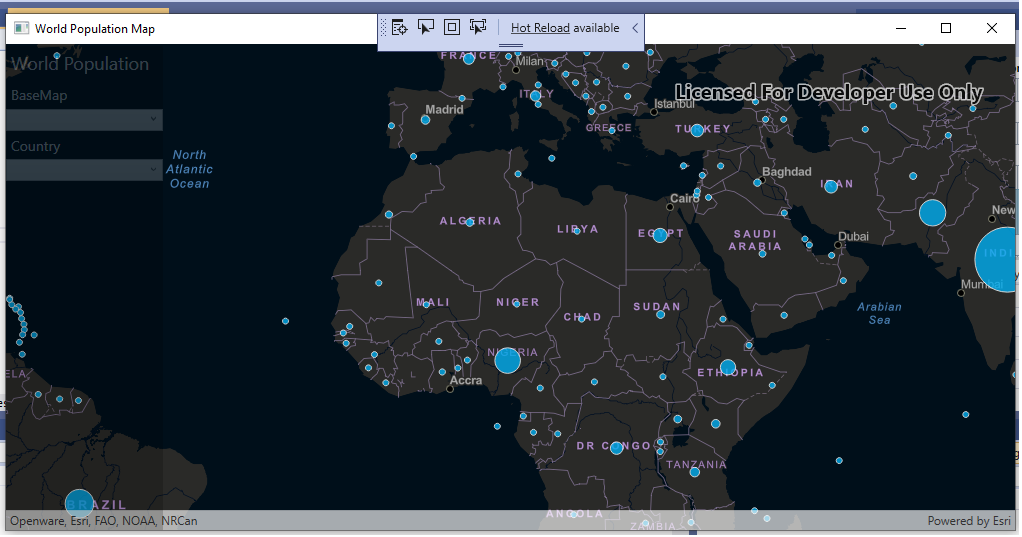 World Population Map
Hot Reload available
World Population
BaseMap
Country
FRANCE
Milan
ITALY
Madrid
Istanbul
Licensed For Developer Use Only
GREECE
TURKEY
North
Atlantic
Ocean
Baghdad
IRAN
Cairo
New
ALGERIA
LIBYA
EGYPT
SAUDI
ARABIA
Dubai
INDI
Mumbai
MALI
NIGER
CHAD
SUDAN
Arabian
Sea
NIGERIA
ELA
Accra
ETHIOPIA
DR CONGO
TANZANIA
BRAZIL
ANGOLA
ZAMBIA
Openware, Esri, FAO, NOAA, NRCan
Powered by Esri